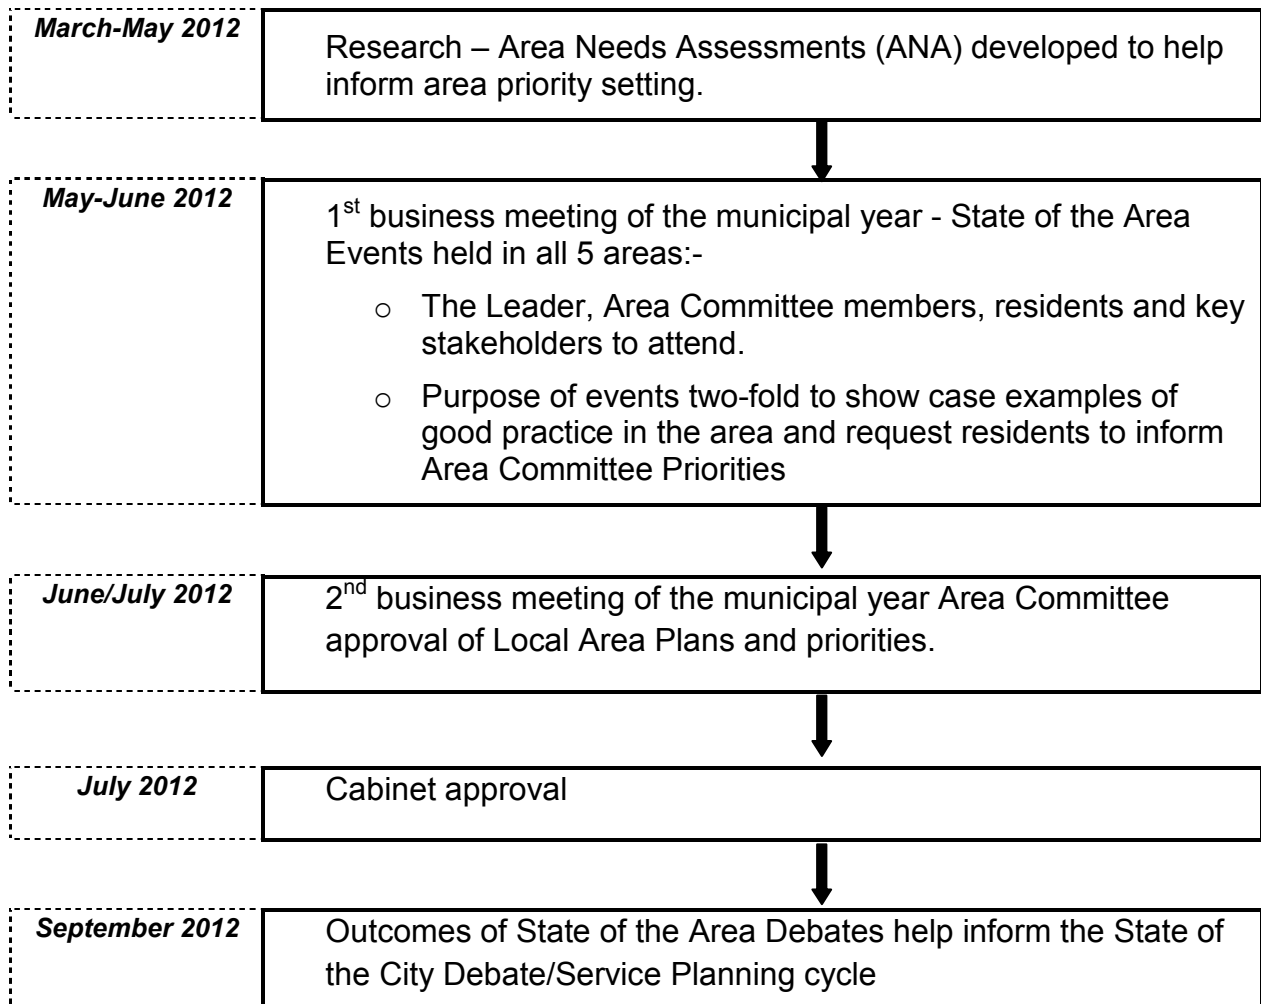 March-May 2012
Research – Area Needs Assessments (ANA) developed to help
inform area priority setting.
May-June 2012
1st business meeting of the municipal year - State of the Area
Events held in all 5 areas:-
o The Leader, Area Committee members, residents and key
stakeholders to attend.
o Purpose of events two-fold to show case examples of
good practice in the area and request residents to inform
Area Committee Priorities
June/July 2012
2nd business meeting of the municipal year Area Committee
approval of Local Area Plans and priorities.
July 2012
Cabinet approval
September 2012
Outcomes of State of the Area Debates help inform the State of
the City Debate/Service Planning cycle